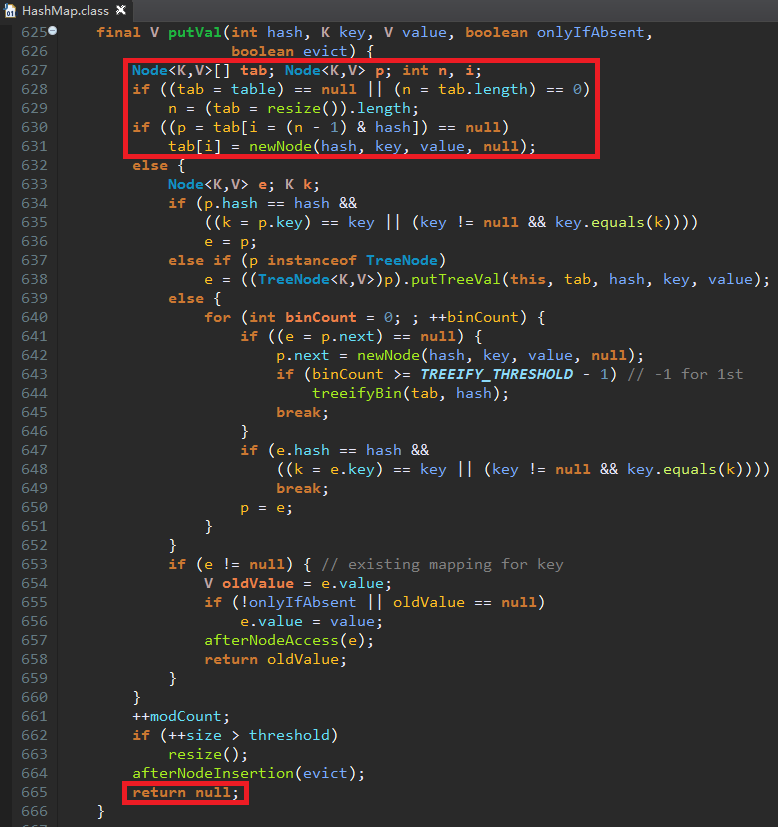 HashMap.class
625 final V putVal(int hash, K key, V value, boolean onlyIfAbsent,
626 boolean evict) {
627 Node<K,V>[] tab; Node<K,V> p; int n, i;
628 if ((tab = table) == null || (n = tab.length) == 0)
629 n = (tab = resize()).length;
630 if ((p = tab[i = (n - 1) & hash]) == null)
631 tab[i] = newNode(hash, key, value, null);
632 else {
633 Node<K,V> e; K k;
634 if (p.hash == hash &&
635 ((k = p.key) == key || (key != null && key.equals(k))))
636 e = p;
637 else if (p instanceof TreeNode)
638 e = ((TreeNode<K,V>)p).putTreeVal(this, tab, hash, key, value);
639 else {
640 for (int binCount = 0; ; ++binCount) {
641 if ((e = p.next) == null) {
642 p.next = newNode(hash, key, value, null);
643 if (binCount >= TREEIFY_THRESHOLD - 1) // -1 for 1st
644 treeifyBin(tab, hash);
645 break;
646 }
647 if (e.hash == hash &&
648 ((k = e.key) == key || (key != null && key.equals(k))))
649 break;
650 p = e;
651 }
652 }
653 if (e != null) { // existing mapping for key
654 V oldValue = e.value;
655 if (!onlyIfAbsent || oldValue == null)
656 e.value = value;
657 afterNodeAccess(e);
658 return oldValue;
659 }
660 }
661 ++modCount;
662 if (++size > threshold)
663 resize();
664 afterNodeInsertion(evict);
665 return null;
666 }